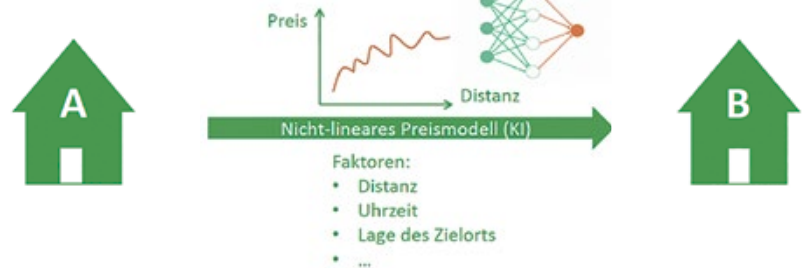 Preis
Distanz
A
B
Nicht-lineares Preismodell (KI)
Faktoren:
• Distanz
• Uhrzeit
• Lage des Zielorts
• ...